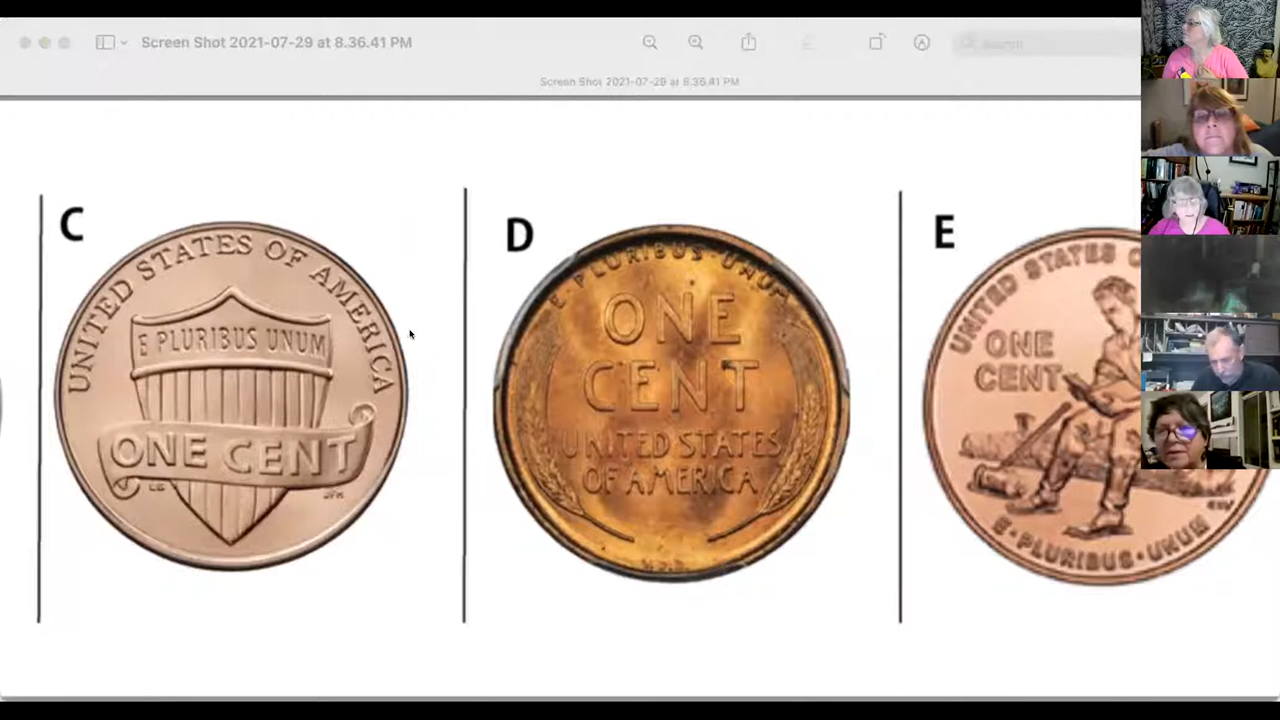 Screen Shot 2021-07-29 at 8.36.41 PM
Search
Screen Shot 2021-07-29 at 8.36.41 PM
C
UNITED STATES OF AMERICA
E PLURIBUS UNUM
ONE CENT
JFM
D
E PLURIBUS UNUM
ONE
CENT
UNITED STATES
OF AMERICA
E
UNITED STATES
ONE
CENT
E·PLURIBUS·UNUM